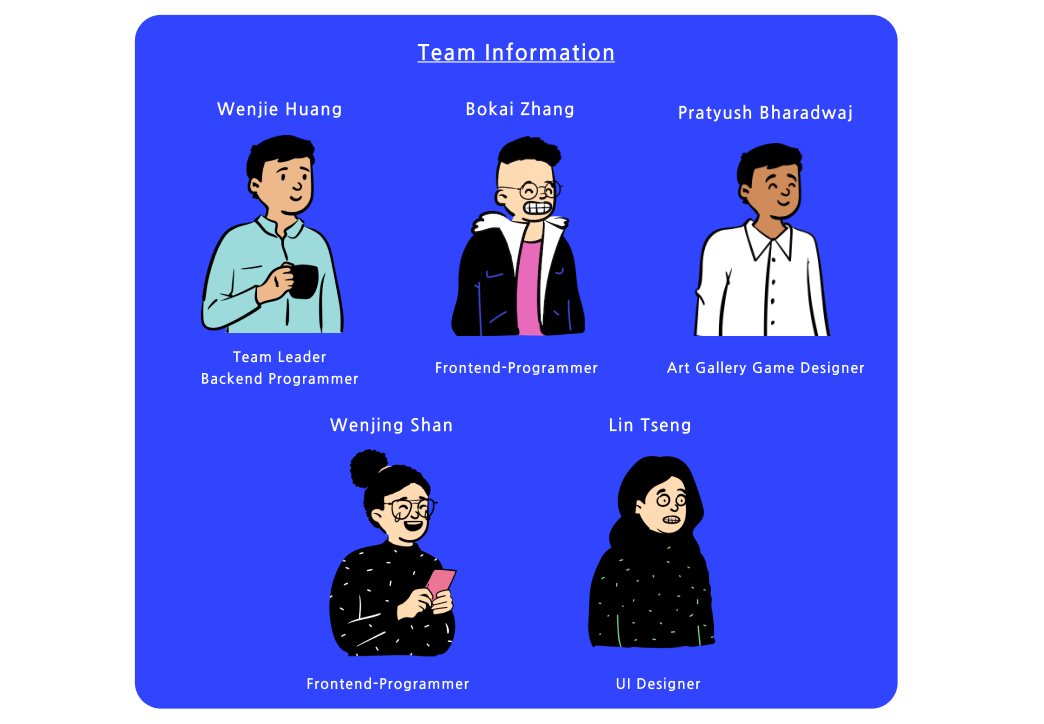 Team Information
Wenjie Huang
Bokai Zhang
Pratyush Bharadwaj
Team Leader
Backend Programmer
Frontend-Programmer
Art Gallery Game Designer
Wenjing Shan
Lin Tseng
Frontend-Programmer
UI Designer